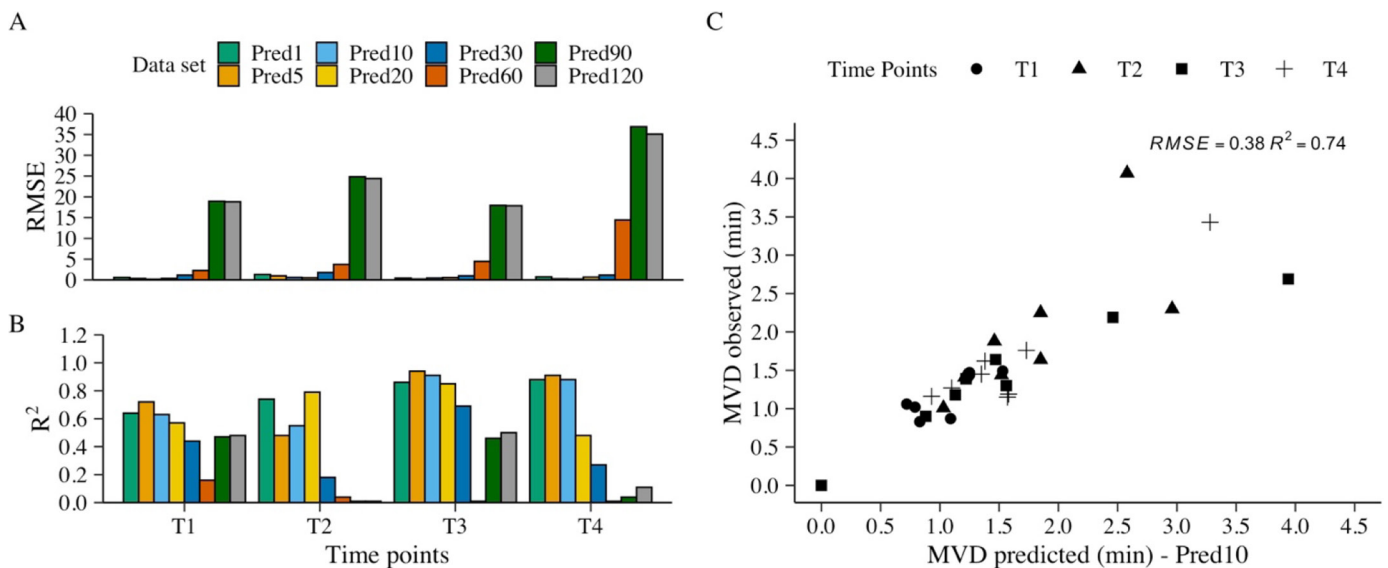 A
Data set Pred1 Pred10 Pred30 Pred90
Pred5 Pred20 Pred60 Pred120
40
35
30
25
20
15
10
5
0
RMSE
B
1.2
1.0
0.8
0.6
0.4
0.2
0.0
R²
T1 T2 T3 T4
Time points
C
Time Points T1 T2 T3 T4
RMSE = 0.38 R² = 0.74
4.5
4.0
3.5
3.0
2.5
2.0
1.5
1.0
0.5
0.0
MVD observed (min)
0.0 0.5 1.0 1.5 2.0 2.5 3.0 3.5 4.0 4.5
MVD predicted (min) - Pred10